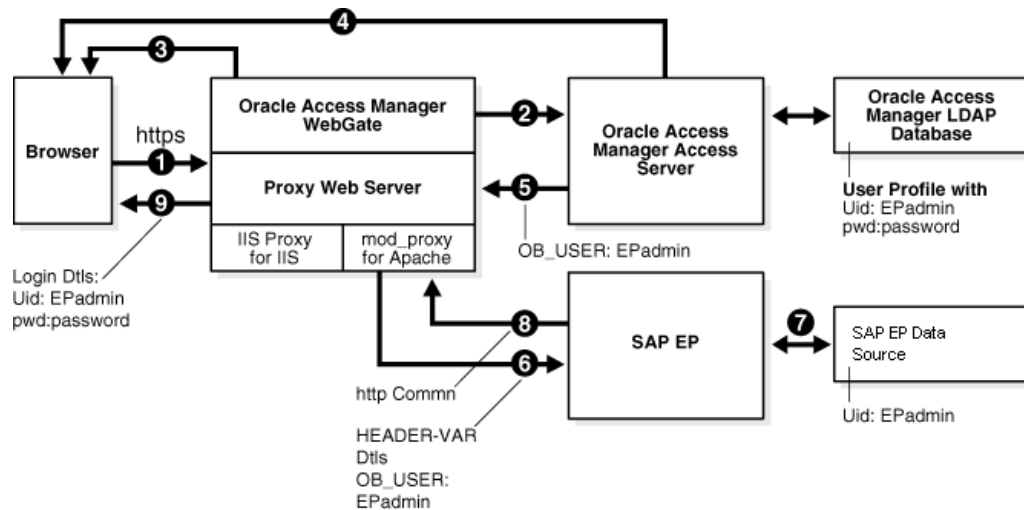 4
3
Browser
https
1
9
Login Dtls:
Uid: EPadmin
pwd:password
Oracle Access Manager
WebGate
Proxy Web Server
IIS Proxy
for IIS
mod_proxy
for Apache
2
5
OB_USER: EPadmin
Oracle Access
Manager Access
Server
Oracle Access
Manager LDAP
Database
User Profile with
Uid: EPadmin
pwd:password
8
6
http Commn
HEADER-VAR
Dtls
OB_USER:
EPadmin
SAP EP
7
SAP EP Data
Source
Uid: EPadmin